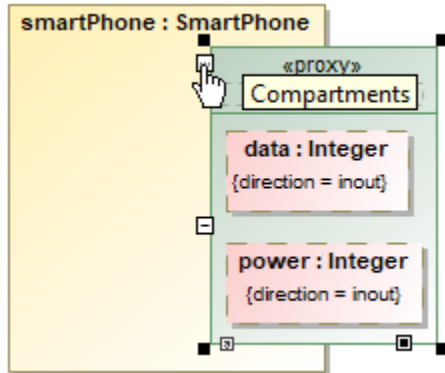 smartPhone : SmartPhone
«proxy»
Compartments
data : Integer
{direction = inout}
power : Integer
{direction = inout}